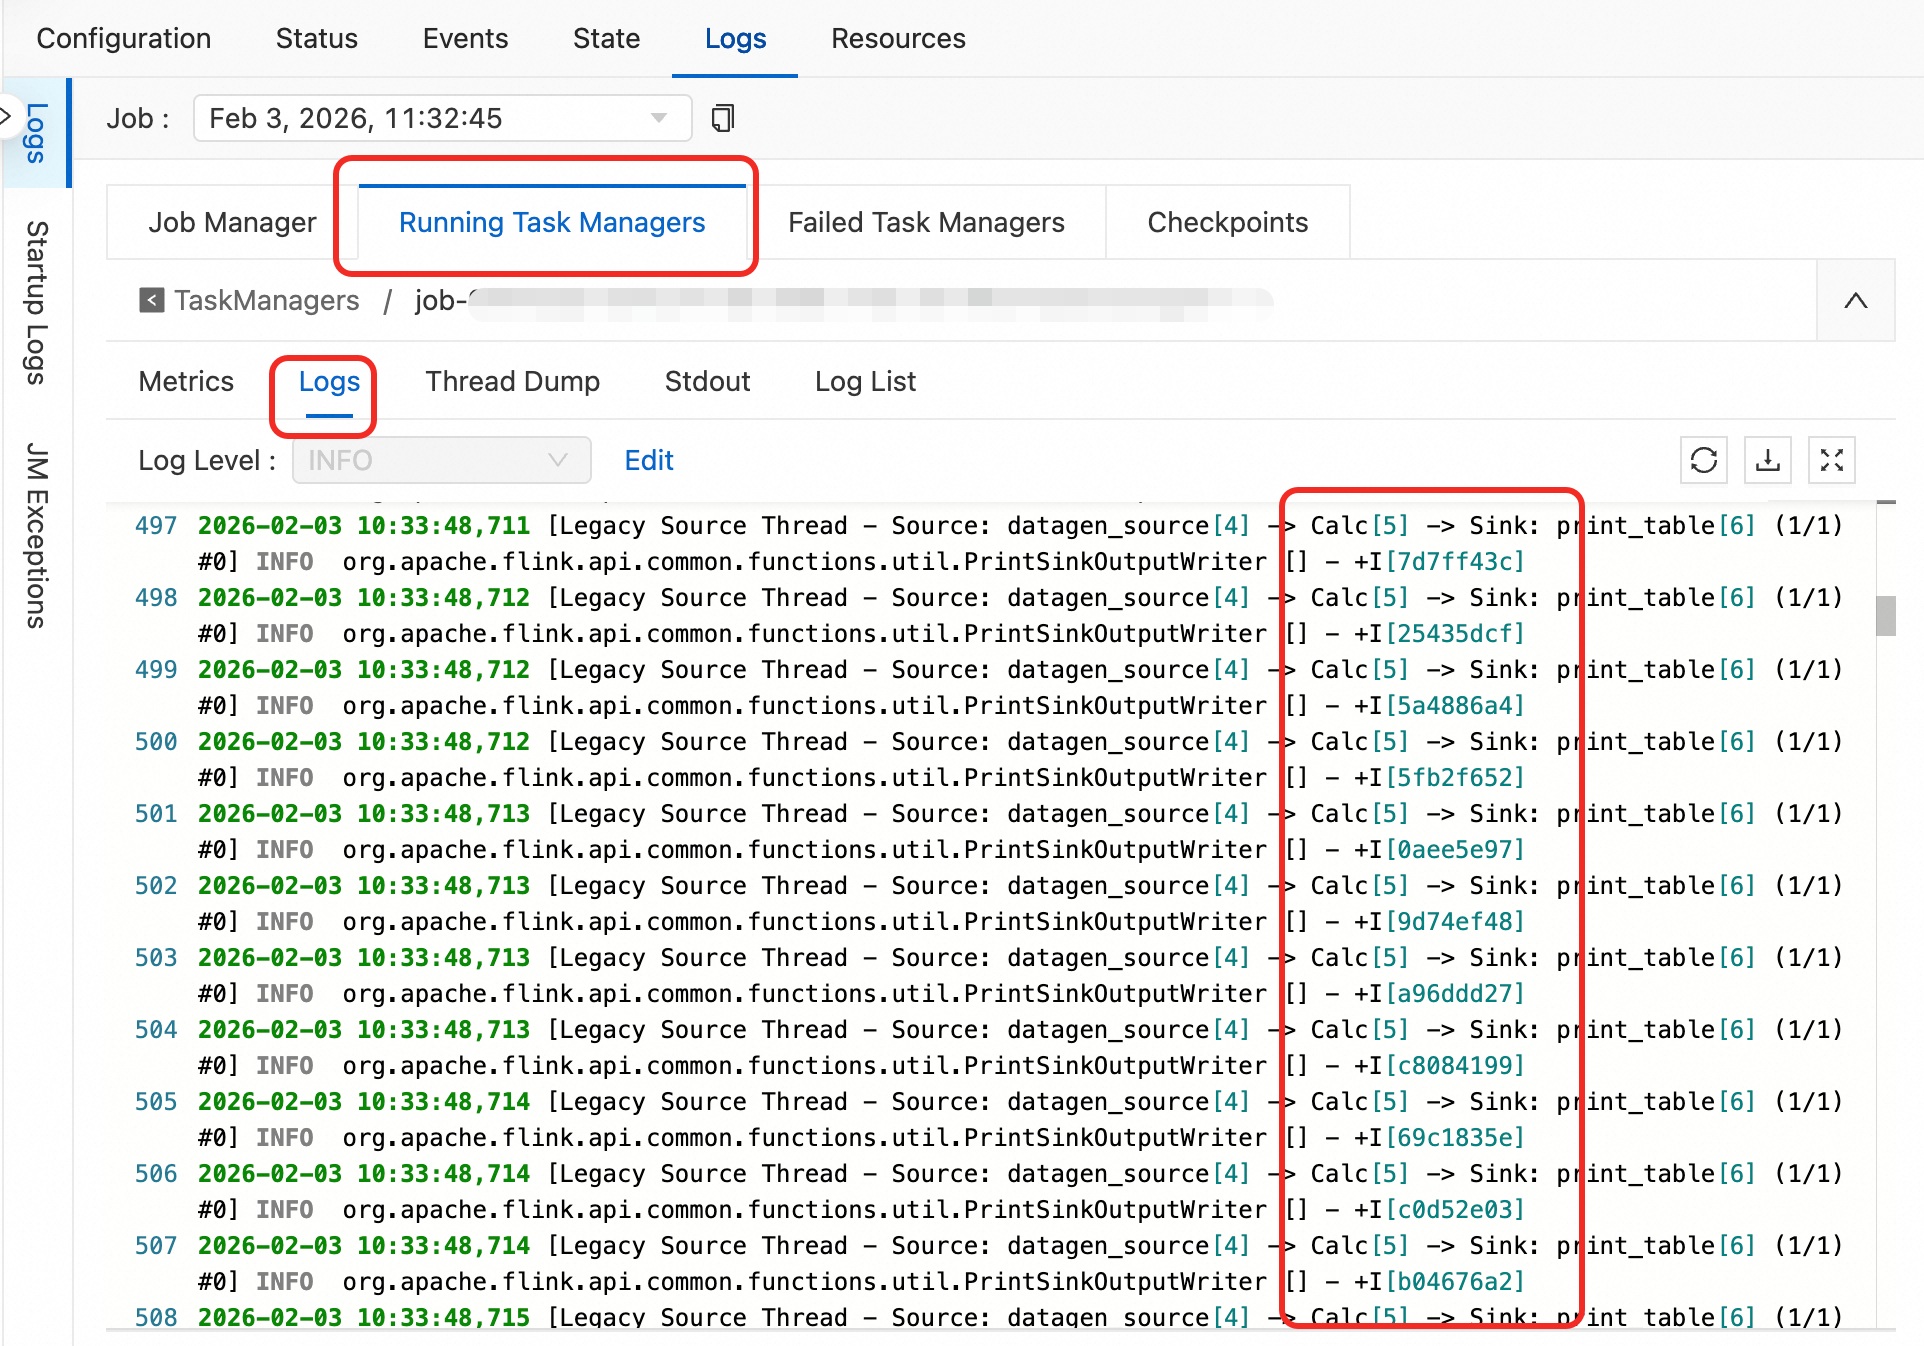 Configuration Status Events State Logs Resources
Logs
Startup Logs
JM Exceptions
Job : Feb 3, 2026, 11:32:45
Job Manager Running Task Managers Failed Task Managers Checkpoints
TaskManagers / job-
Metrics Logs Thread Dump Stdout Log List
Log Level : INFO Edit
497 2026-02-03 10:33:48,711 [Legacy Source Thread - Source: datagen_source[4] -> Calc[5] -> Sink: print_table[6] (1/1)
#0] INFO org.apache.flink.api.common.functions.util.PrintSinkOutputWriter [] - +I[7d7ff43c]
498 2026-02-03 10:33:48,712 [Legacy Source Thread - Source: datagen_source[4] -> Calc[5] -> Sink: print_table[6] (1/1)
#0] INFO org.apache.flink.api.common.functions.util.PrintSinkOutputWriter [] - +I[25435dcf]
499 2026-02-03 10:33:48,712 [Legacy Source Thread - Source: datagen_source[4] -> Calc[5] -> Sink: print_table[6] (1/1)
#0] INFO org.apache.flink.api.common.functions.util.PrintSinkOutputWriter [] - +I[5a4886a4]
500 2026-02-03 10:33:48,712 [Legacy Source Thread - Source: datagen_source[4] -> Calc[5] -> Sink: print_table[6] (1/1)
#0] INFO org.apache.flink.api.common.functions.util.PrintSinkOutputWriter [] - +I[5fb2f652]
501 2026-02-03 10:33:48,713 [Legacy Source Thread - Source: datagen_source[4] -> Calc[5] -> Sink: print_table[6] (1/1)
#0] INFO org.apache.flink.api.common.functions.util.PrintSinkOutputWriter [] - +I[0aee5e97]
502 2026-02-03 10:33:48,713 [Legacy Source Thread - Source: datagen_source[4] -> Calc[5] -> Sink: print_table[6] (1/1)
#0] INFO org.apache.flink.api.common.functions.util.PrintSinkOutputWriter [] - +I[9d74ef48]
503 2026-02-03 10:33:48,713 [Legacy Source Thread - Source: datagen_source[4] -> Calc[5] -> Sink: print_table[6] (1/1)
#0] INFO org.apache.flink.api.common.functions.util.PrintSinkOutputWriter [] - +I[a96ddd27]
504 2026-02-03 10:33:48,713 [Legacy Source Thread - Source: datagen_source[4] -> Calc[5] -> Sink: print_table[6] (1/1)
#0] INFO org.apache.flink.api.common.functions.util.PrintSinkOutputWriter [] - +I[c8084199]
505 2026-02-03 10:33:48,714 [Legacy Source Thread - Source: datagen_source[4] -> Calc[5] -> Sink: print_table[6] (1/1)
#0] INFO org.apache.flink.api.common.functions.util.PrintSinkOutputWriter [] - +I[69c1835e]
506 2026-02-03 10:33:48,714 [Legacy Source Thread - Source: datagen_source[4] -> Calc[5] -> Sink: print_table[6] (1/1)
#0] INFO org.apache.flink.api.common.functions.util.PrintSinkOutputWriter [] - +I[c0d52e03]
507 2026-02-03 10:33:48,714 [Legacy Source Thread - Source: datagen_source[4] -> Calc[5] -> Sink: print_table[6] (1/1)
#0] INFO org.apache.flink.api.common.functions.util.PrintSinkOutputWriter [] - +I[b04676a2]
508 2026-02-03 10:33:48,715 [Legacy Source Thread - Source: datagen_source[4] -> Calc[5] -> Sink: print_table[6] (1/1)